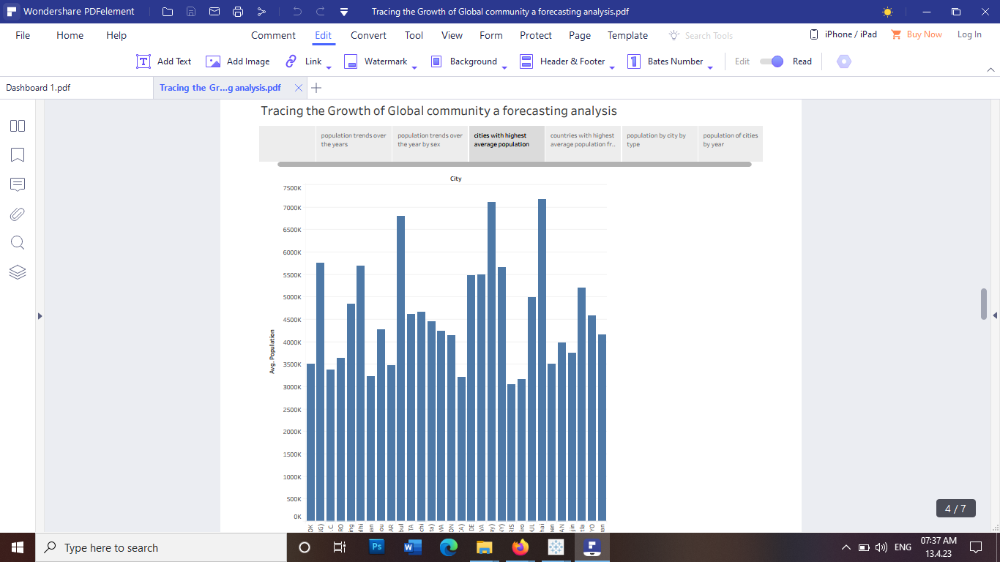 Wondershare PDFelement
Tracing the Growth of Global community a forecasting analysis.pdf
File Home Help Comment Edit Convert Tool View Form Protect Page Template Search Tools iPhone / iPad Buy Now Log In
Add Text Add Image Link Watermark Background Header & Footer Bates Number Edit Read
Dashboard 1.pdf
Tracing the Gr...g analysis.pdf
Tracing the Growth of Global community a forecasting analysis
population trends over
the years
population trends over
the year by sex
cities with highest
average population
countries with highest
average population fr..
population by city by
type
population of cities
by year
City
7500K
7000K
6500K
6000K
5500K
5000K
4500K
4000K
3500K
3000K
2500K
2000K
1500K
1000K
500K
0K
Avg. Population
4 / 7
Type here to search
Ps
W
ENG
07:37 AM
13.4.23